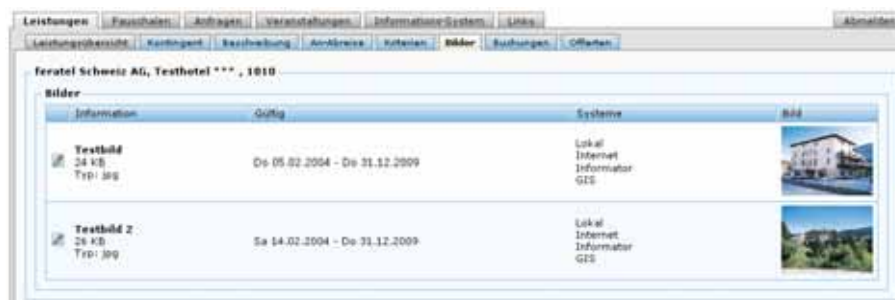 Leistungen Pauschalen Anfragen Veranstaltungen Informations-System Links Abmelden
Leistungsübersicht Kontingent Beschreibung An-Abreise Kriterien Bilder Buchungen Offerten
feratel Schweiz AG, Testhotel *** , 1010
Bilder
Information Gültig Systeme Bild
Testbild
24 KB
Typ: jpg
Do 05.02.2004 - Do 31.12.2009
Lokal
Internet
Informator
GIS
Testbild 2
26 KB
Typ: jpg
Sa 14.02.2004 - Do 31.12.2009
Lokal
Internet
Informator
GIS